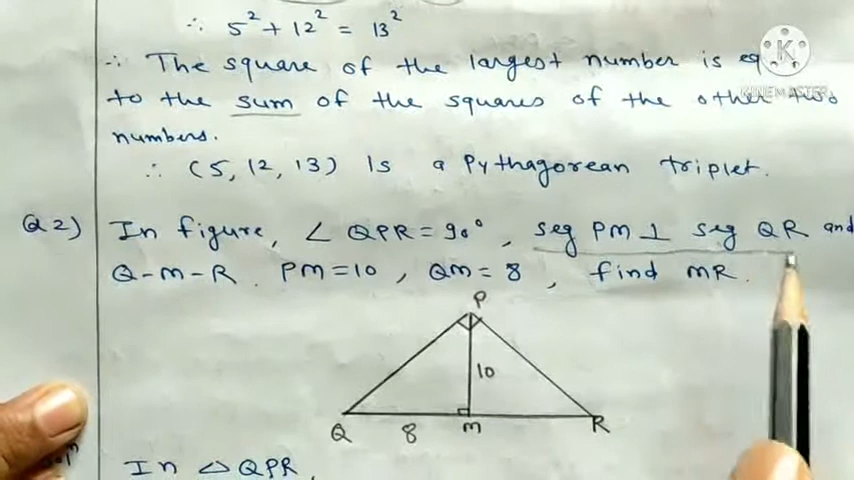 ∴ 5² + 12² = 13²
∴ The square of the largest number is eq
to the sum of the squares of the other two
numbers.
∴ (5, 12, 13) Is a Pythagorean triplet.
Q2) In figure, ∠ QPR = 90°, seg PM ⊥ seg QR and
Q-M-R. PM = 10, QM = 8, find MR.
P
10
Q 8 M R
In △ QPR,
K
KINEMASTER